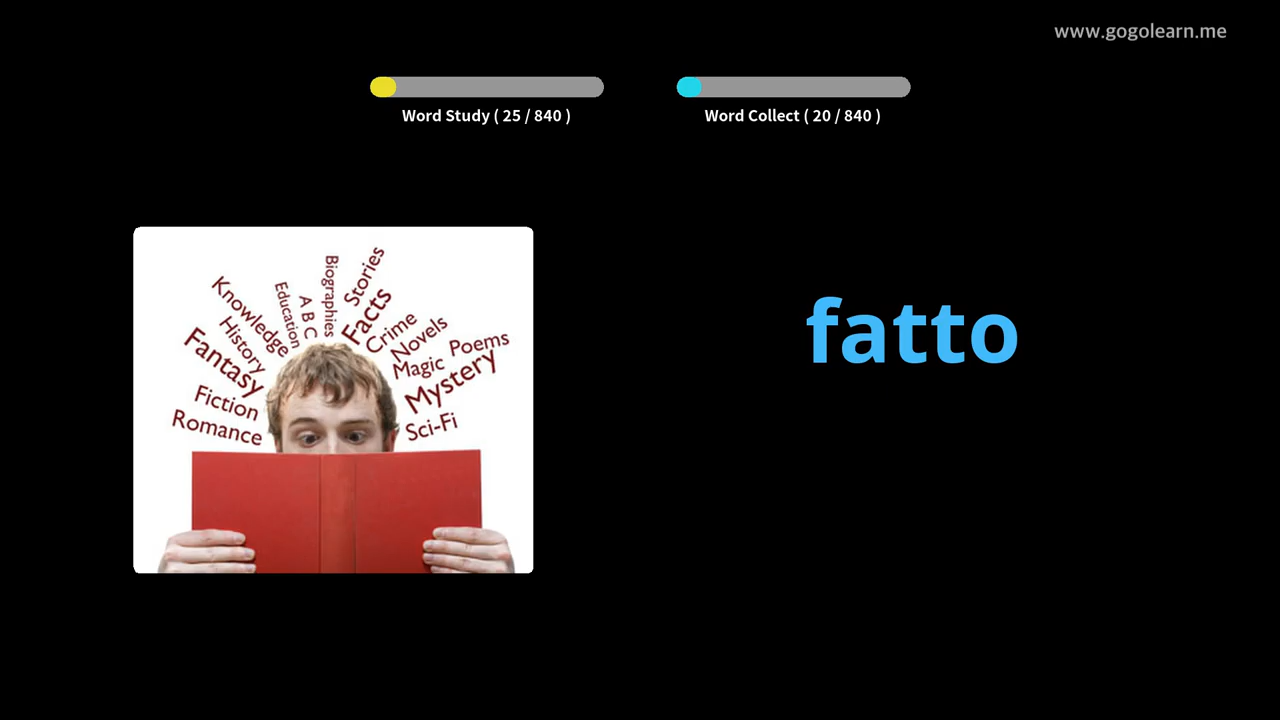 www.gogolearn.me
Word Study ( 25 / 840 )
Word Collect ( 20 / 840 )
fatto
Romance
Fiction
Fantasy
History
Knowledge
Education
A B C
Biographies
Stories
Facts
Crime
Novels
Magic
Poems
Mystery
Sci-Fi